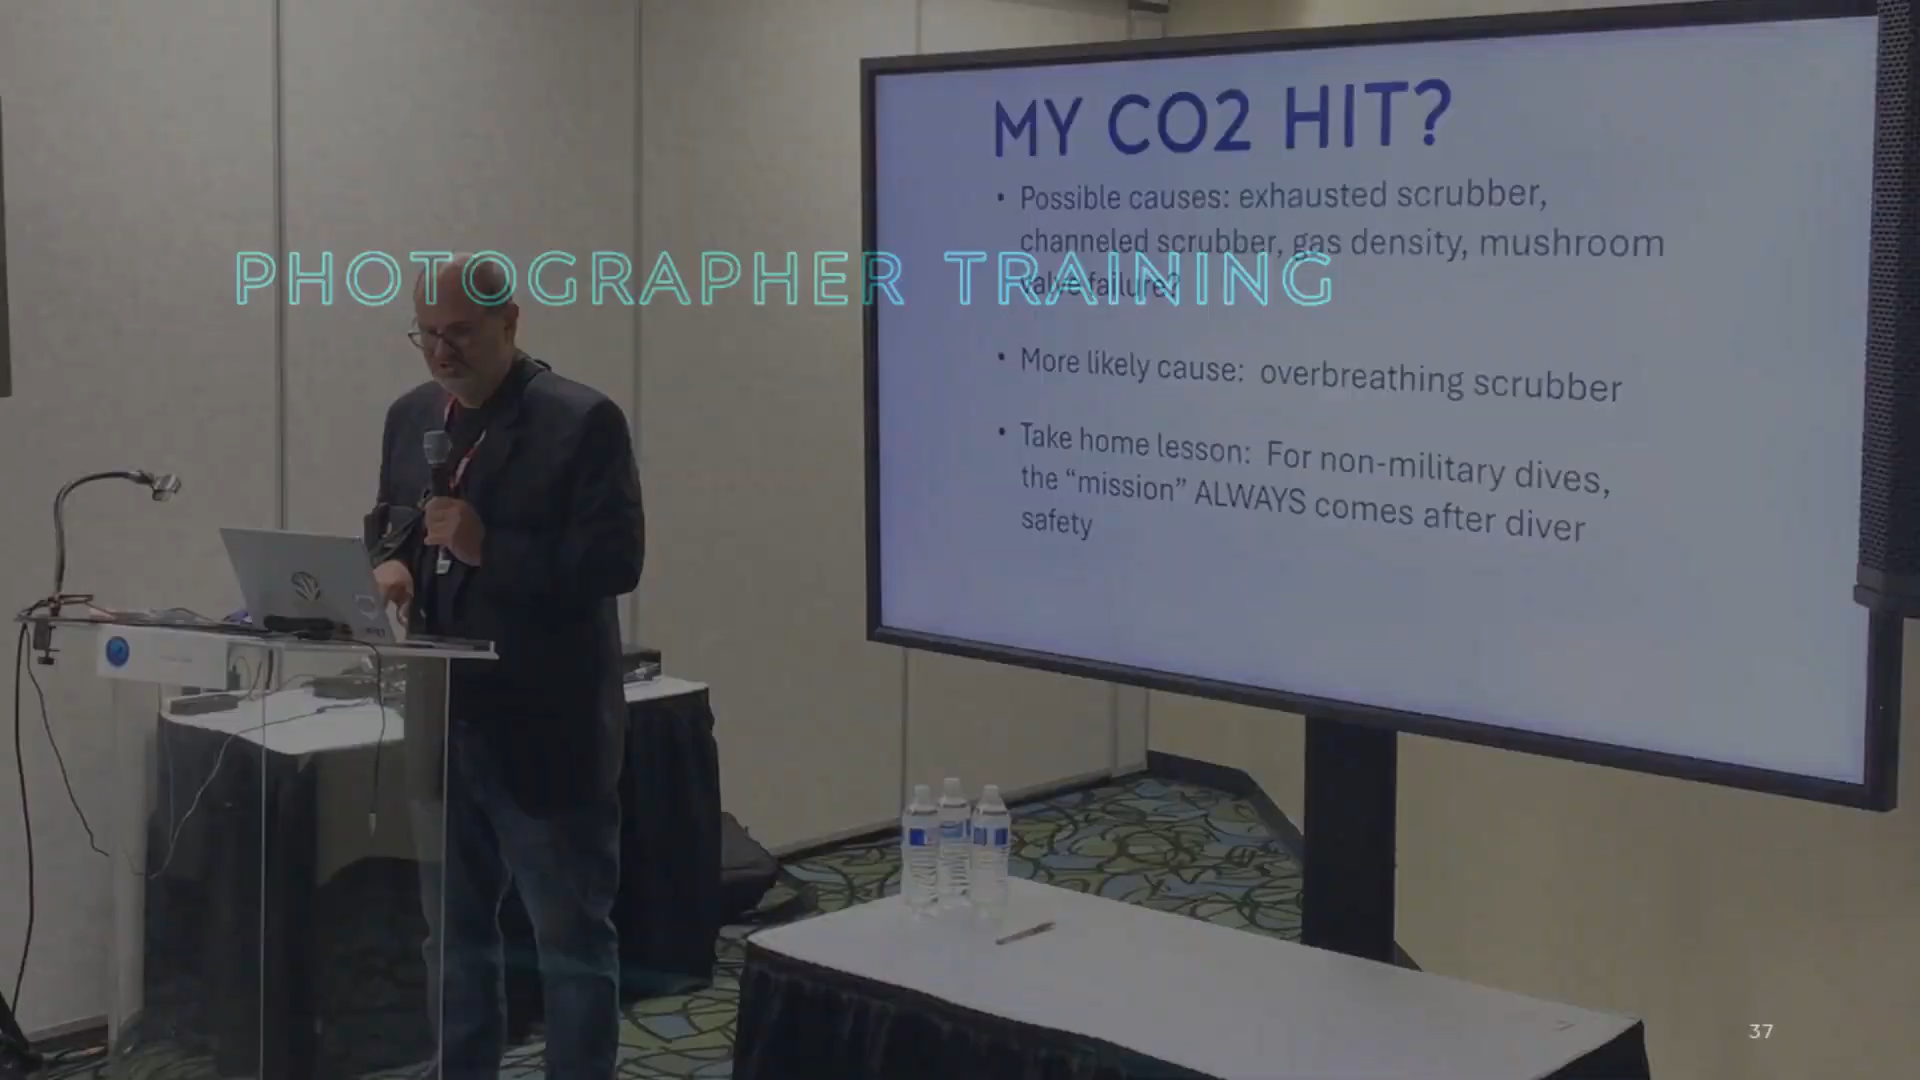 MY CO2 HIT?
• Possible causes: exhausted scrubber,
channeled scrubber, gas density, mushroom
valve failure?
PHOTOGRAPHER TRAINING
• More likely cause: overbreathing scrubber
• Take home lesson: For non-military dives,
the “mission” ALWAYS comes after diver
safety
37